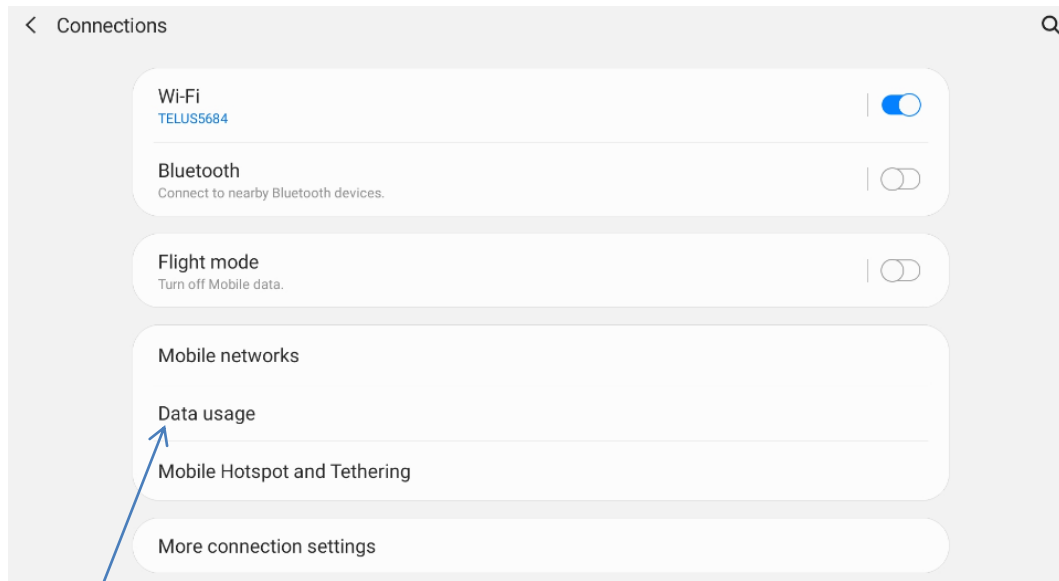 Connections
Wi-Fi
TELUS5684
Bluetooth
Connect to nearby Bluetooth devices.
Flight mode
Turn off Mobile data.
Mobile networks
Data usage
Mobile Hotspot and Tethering
More connection settings